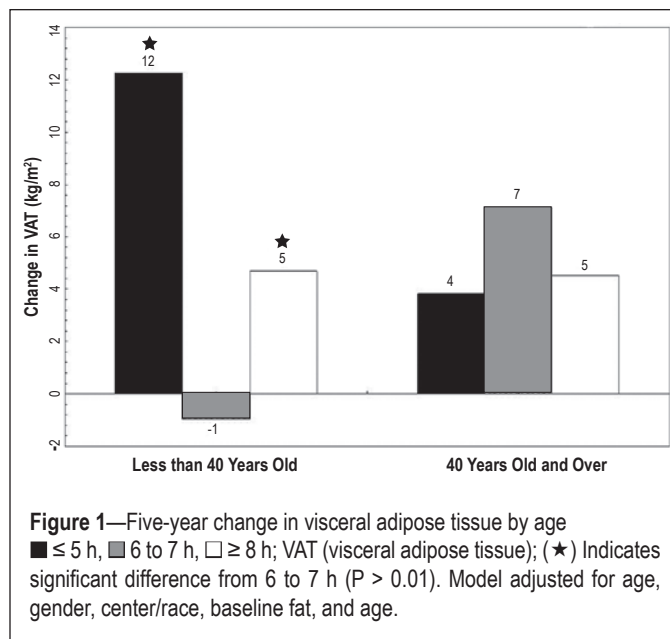 14
12
10
8
6
4
2
0
-2
Change in VAT (kg/m²)
★
12
-1
★
5
4
7
5
Less than 40 Years Old
40 Years Old and Over
Figure 1—Five-year change in visceral adipose tissue by age
■ ≤ 5 h, ■ 6 to 7 h, □ ≥ 8 h; VAT (visceral adipose tissue); (★) Indicates
significant difference from 6 to 7 h (P > 0.01). Model adjusted for age,
gender, center/race, baseline fat, and age.